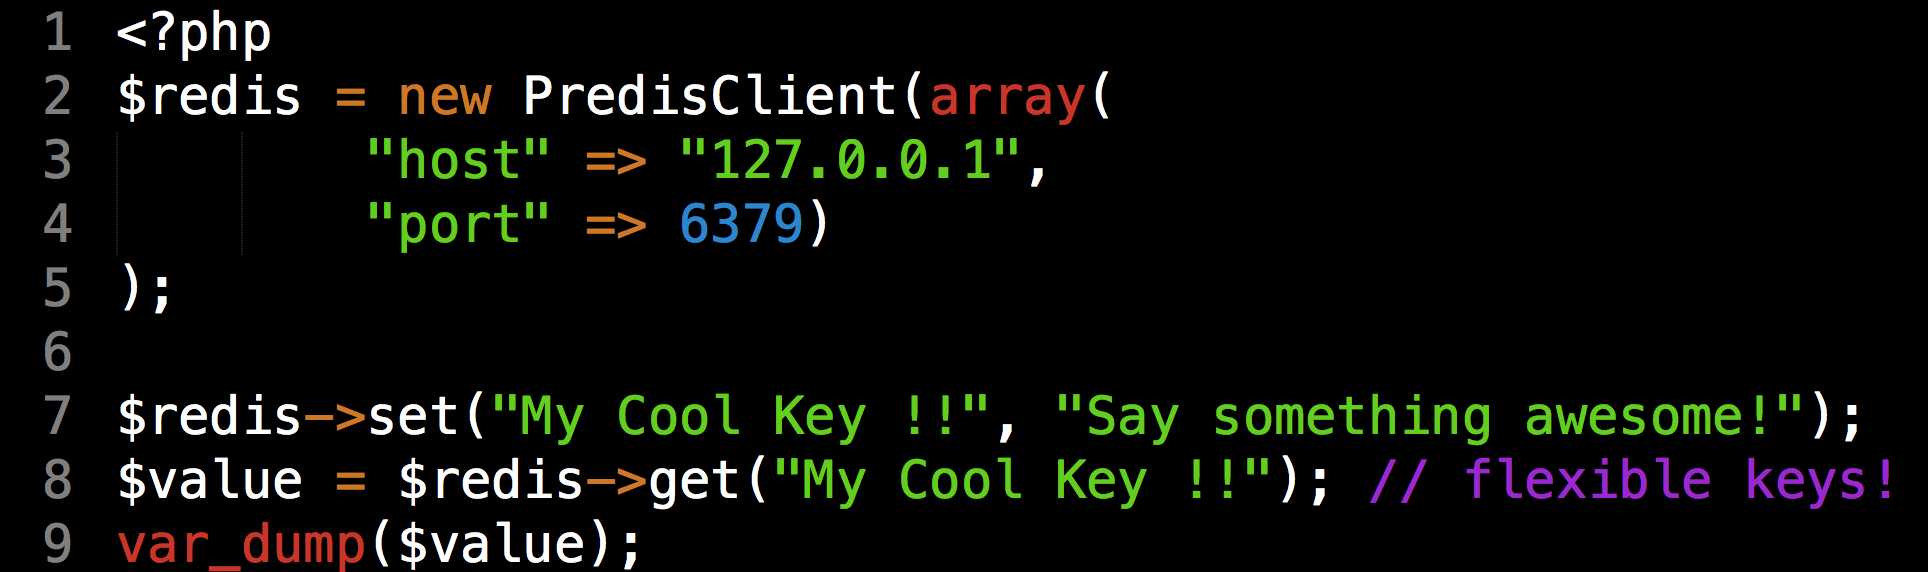 1 <?php
2 $redis = new PredisClient(array(
3         "host" => "127.0.0.1",
4         "port" => 6379)
5 );
6
7 $redis->set("My Cool Key !!", "Say something awesome!");
8 $value = $redis->get("My Cool Key !!"); // flexible keys!
9 var_dump($value);